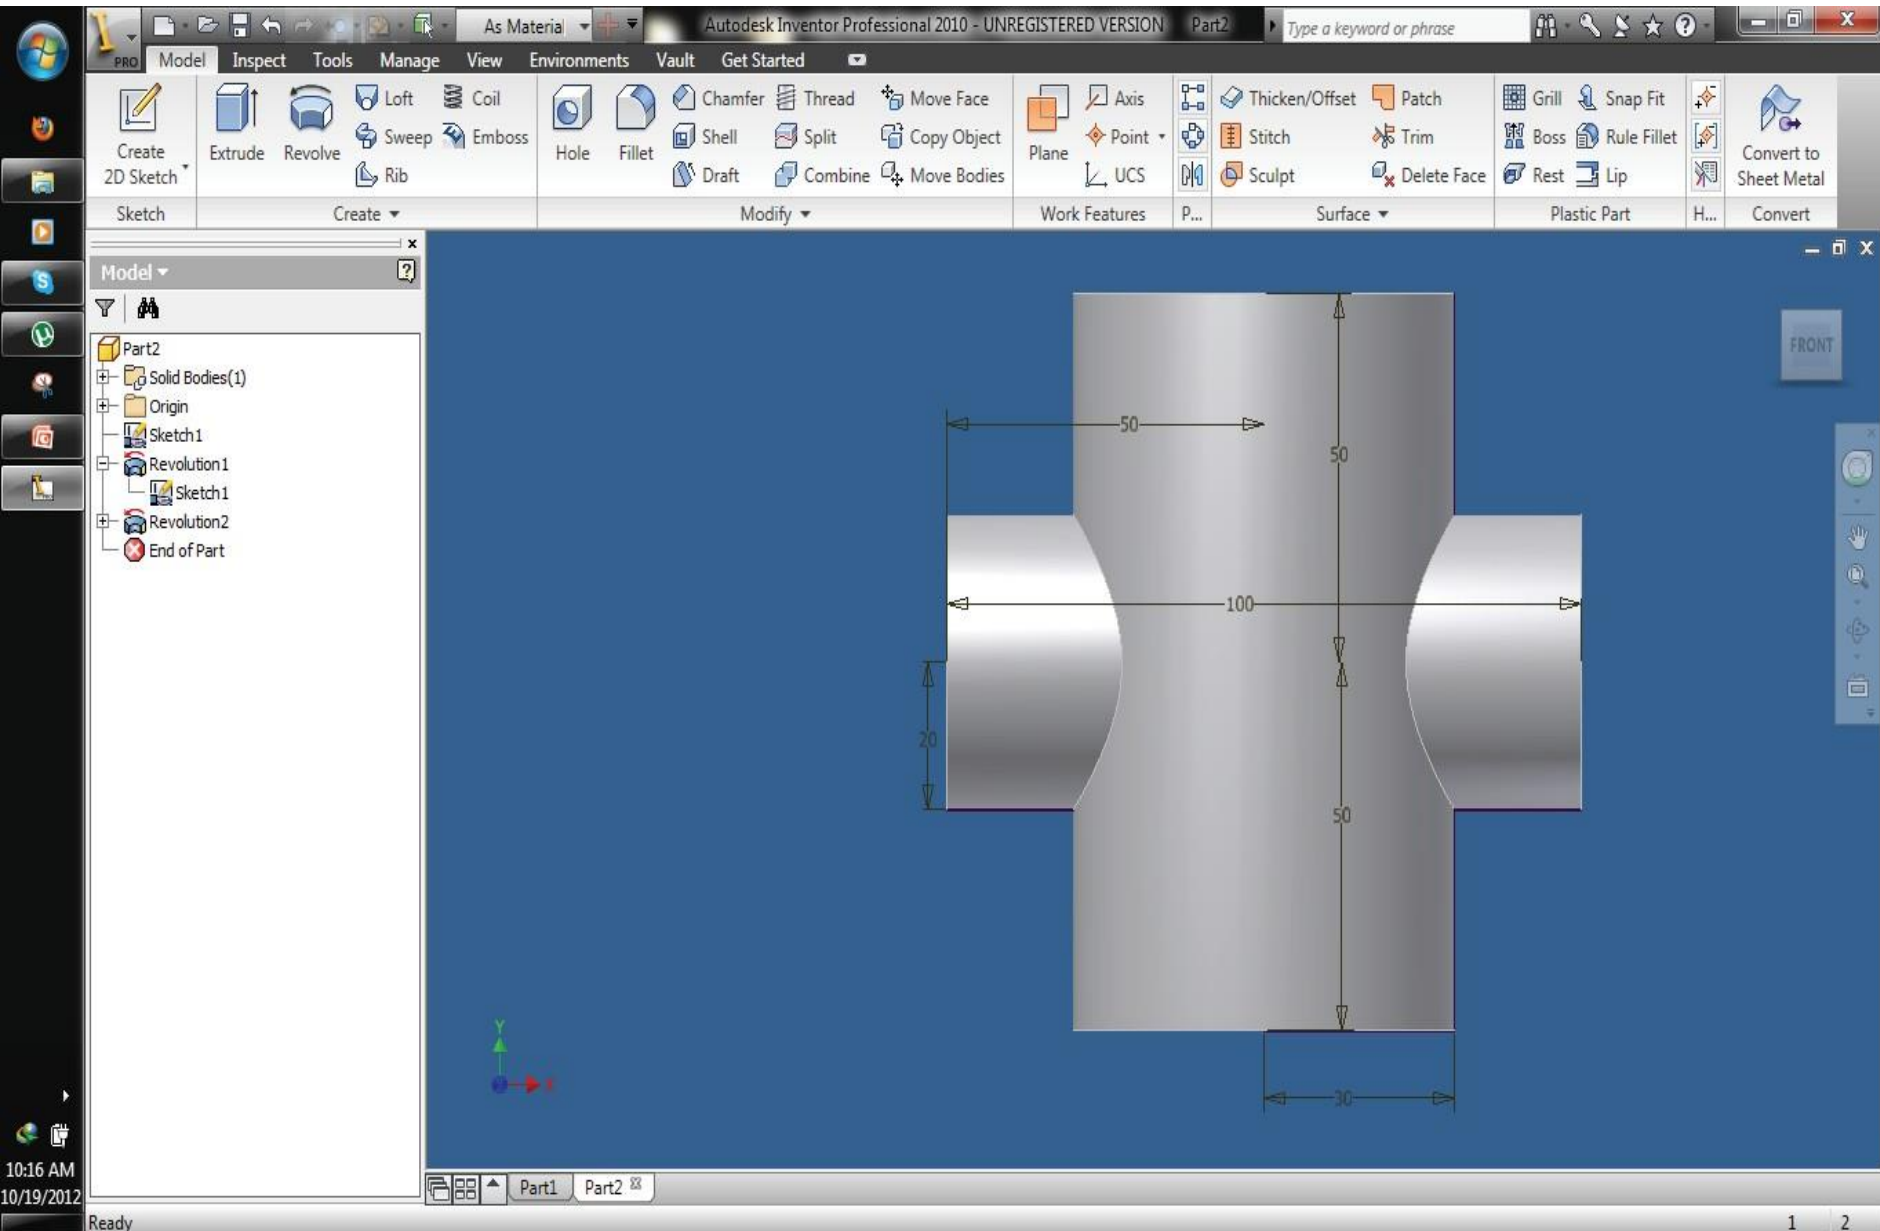 As Material
Autodesk Inventor Professional 2010 - UNREGISTERED VERSION Part2
Type a keyword or phrase
PRO Model Inspect Tools Manage View Environments Vault Get Started
Loft Coil Chamfer Thread Move Face Axis Thicken/Offset Patch Grill Snap Fit
Create 2D Sketch Extrude Revolve Sweep Emboss Hole Fillet Shell Split Copy Object Plane Point Stitch Trim Boss Rule Fillet Convert to Sheet Metal
Rib Draft Combine Move Bodies UCS Sculpt Delete Face Rest Lip
Sketch Create Modify Work Features P... Surface Plastic Part H... Convert
Model
Part2
Solid Bodies(1)
Origin
Sketch1
Revolution1
Sketch1
Revolution2
End of Part
FRONT
50
50
100
20
50
30
Y
X
10:16 AM
10/19/2012
Part1 Part2
Ready
1 2